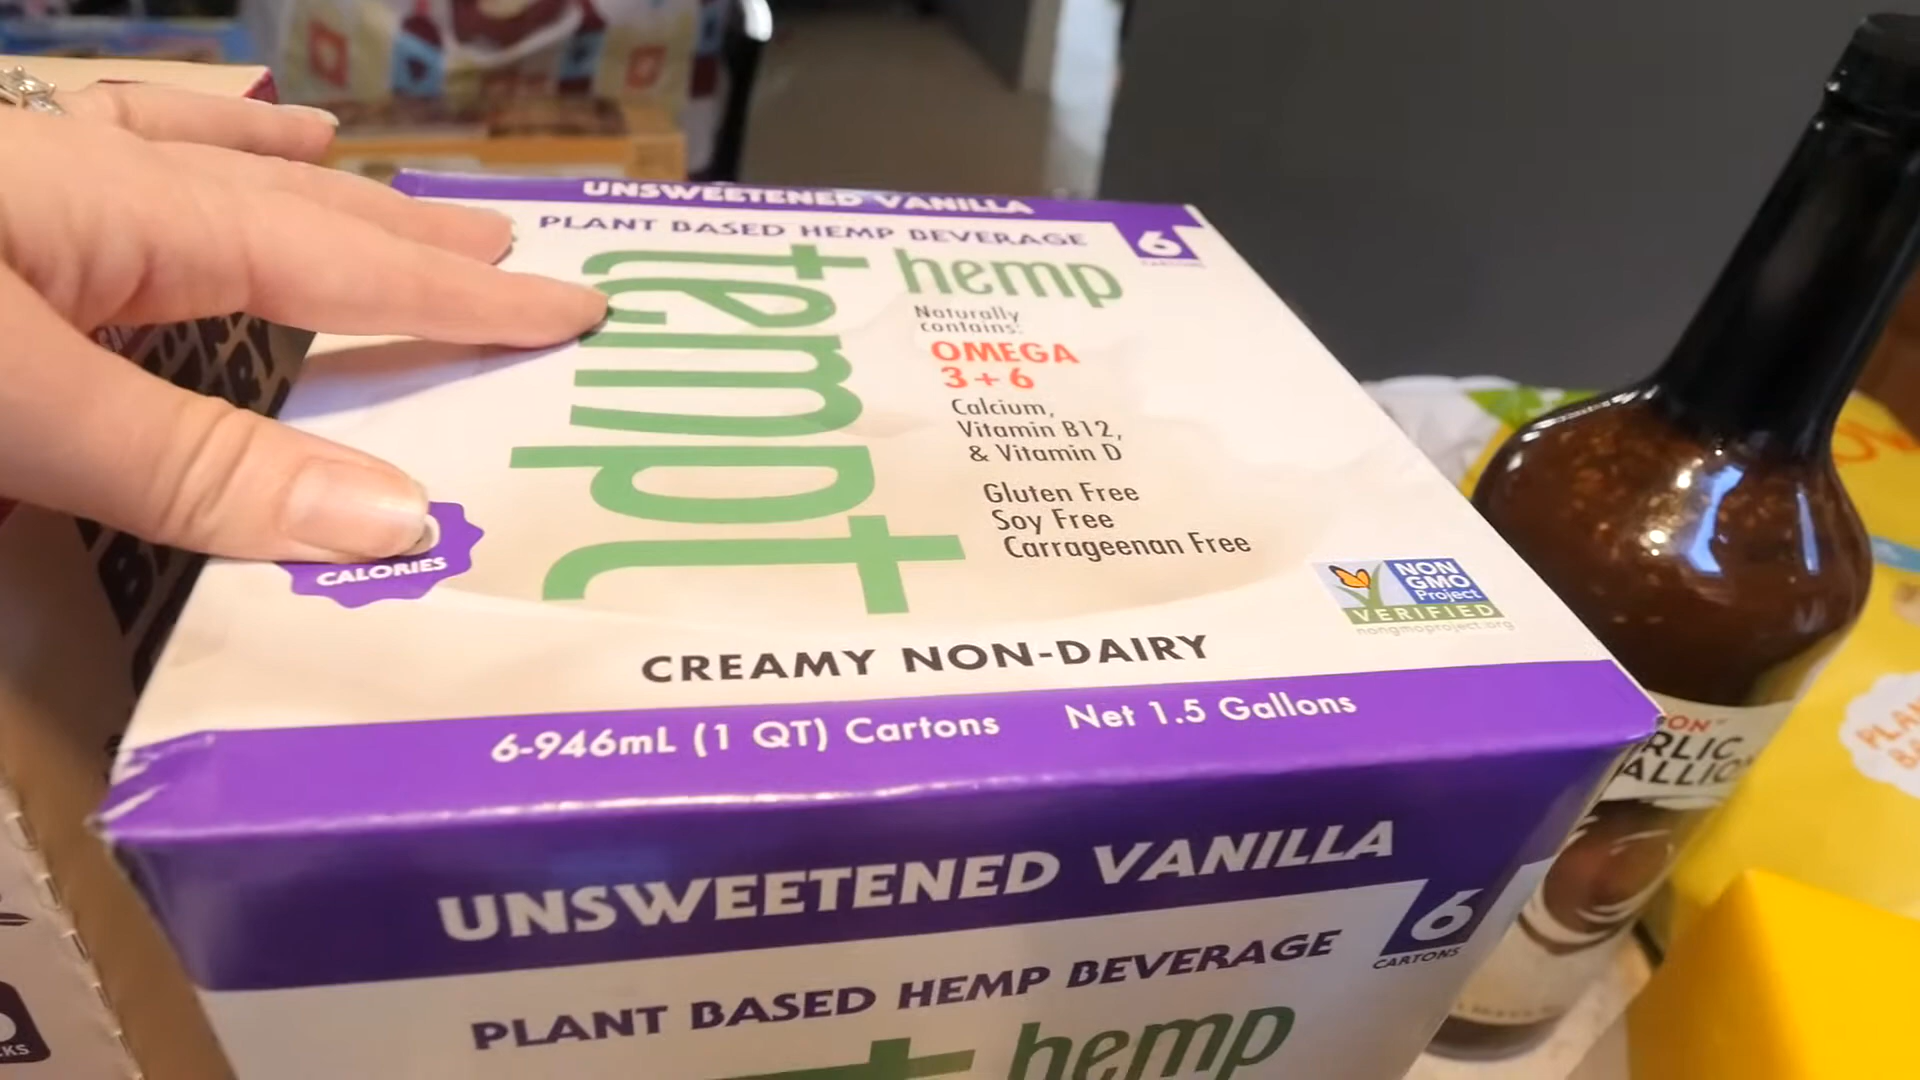 UNSWEETENED VANILLA
PLANT BASED HEMP BEVERAGE
6
CARTONS
tempt
hemp
Naturally
contains:
OMEGA
3 + 6
Calcium,
Vitamin B12,
& Vitamin D
Gluten Free
Soy Free
Carrageenan Free
CALORIES
NON
GMO
Project
VERIFIED
nongmoproject.org
CREAMY NON-DAIRY
6-946mL (1 QT) Cartons Net 1.5 Gallons
UNSWEETENED VANILLA
6
CARTONS
PLANT BASED HEMP BEVERAGE
hemp